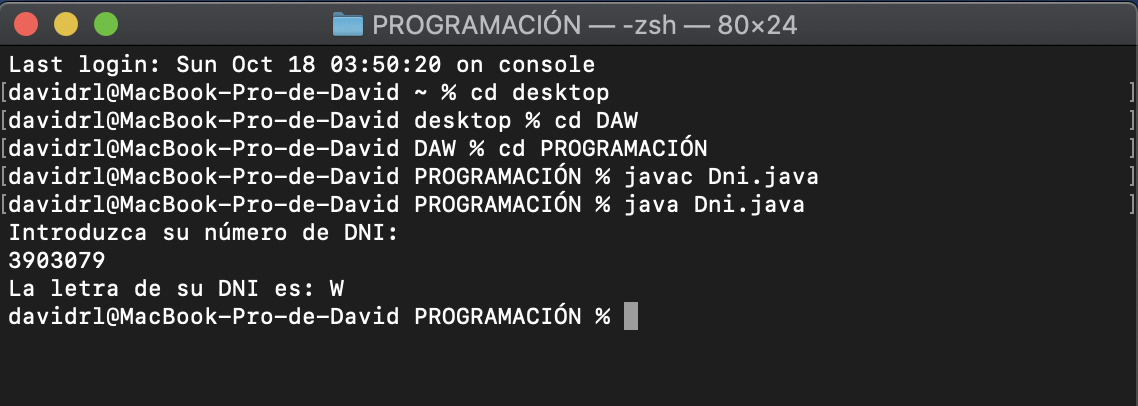 PROGRAMACIÓN — -zsh — 80×24
Last login: Sun Oct 18 03:50:20 on console
[davidrl@MacBook-Pro-de-David ~ % cd desktop ]
[davidrl@MacBook-Pro-de-David desktop % cd DAW ]
[davidrl@MacBook-Pro-de-David DAW % cd PROGRAMACIÓN ]
[davidrl@MacBook-Pro-de-David PROGRAMACIÓN % javac Dni.java ]
[davidrl@MacBook-Pro-de-David PROGRAMACIÓN % java Dni.java ]
Introduzca su número de DNI:
3903079
La letra de su DNI es: W
davidrl@MacBook-Pro-de-David PROGRAMACIÓN %